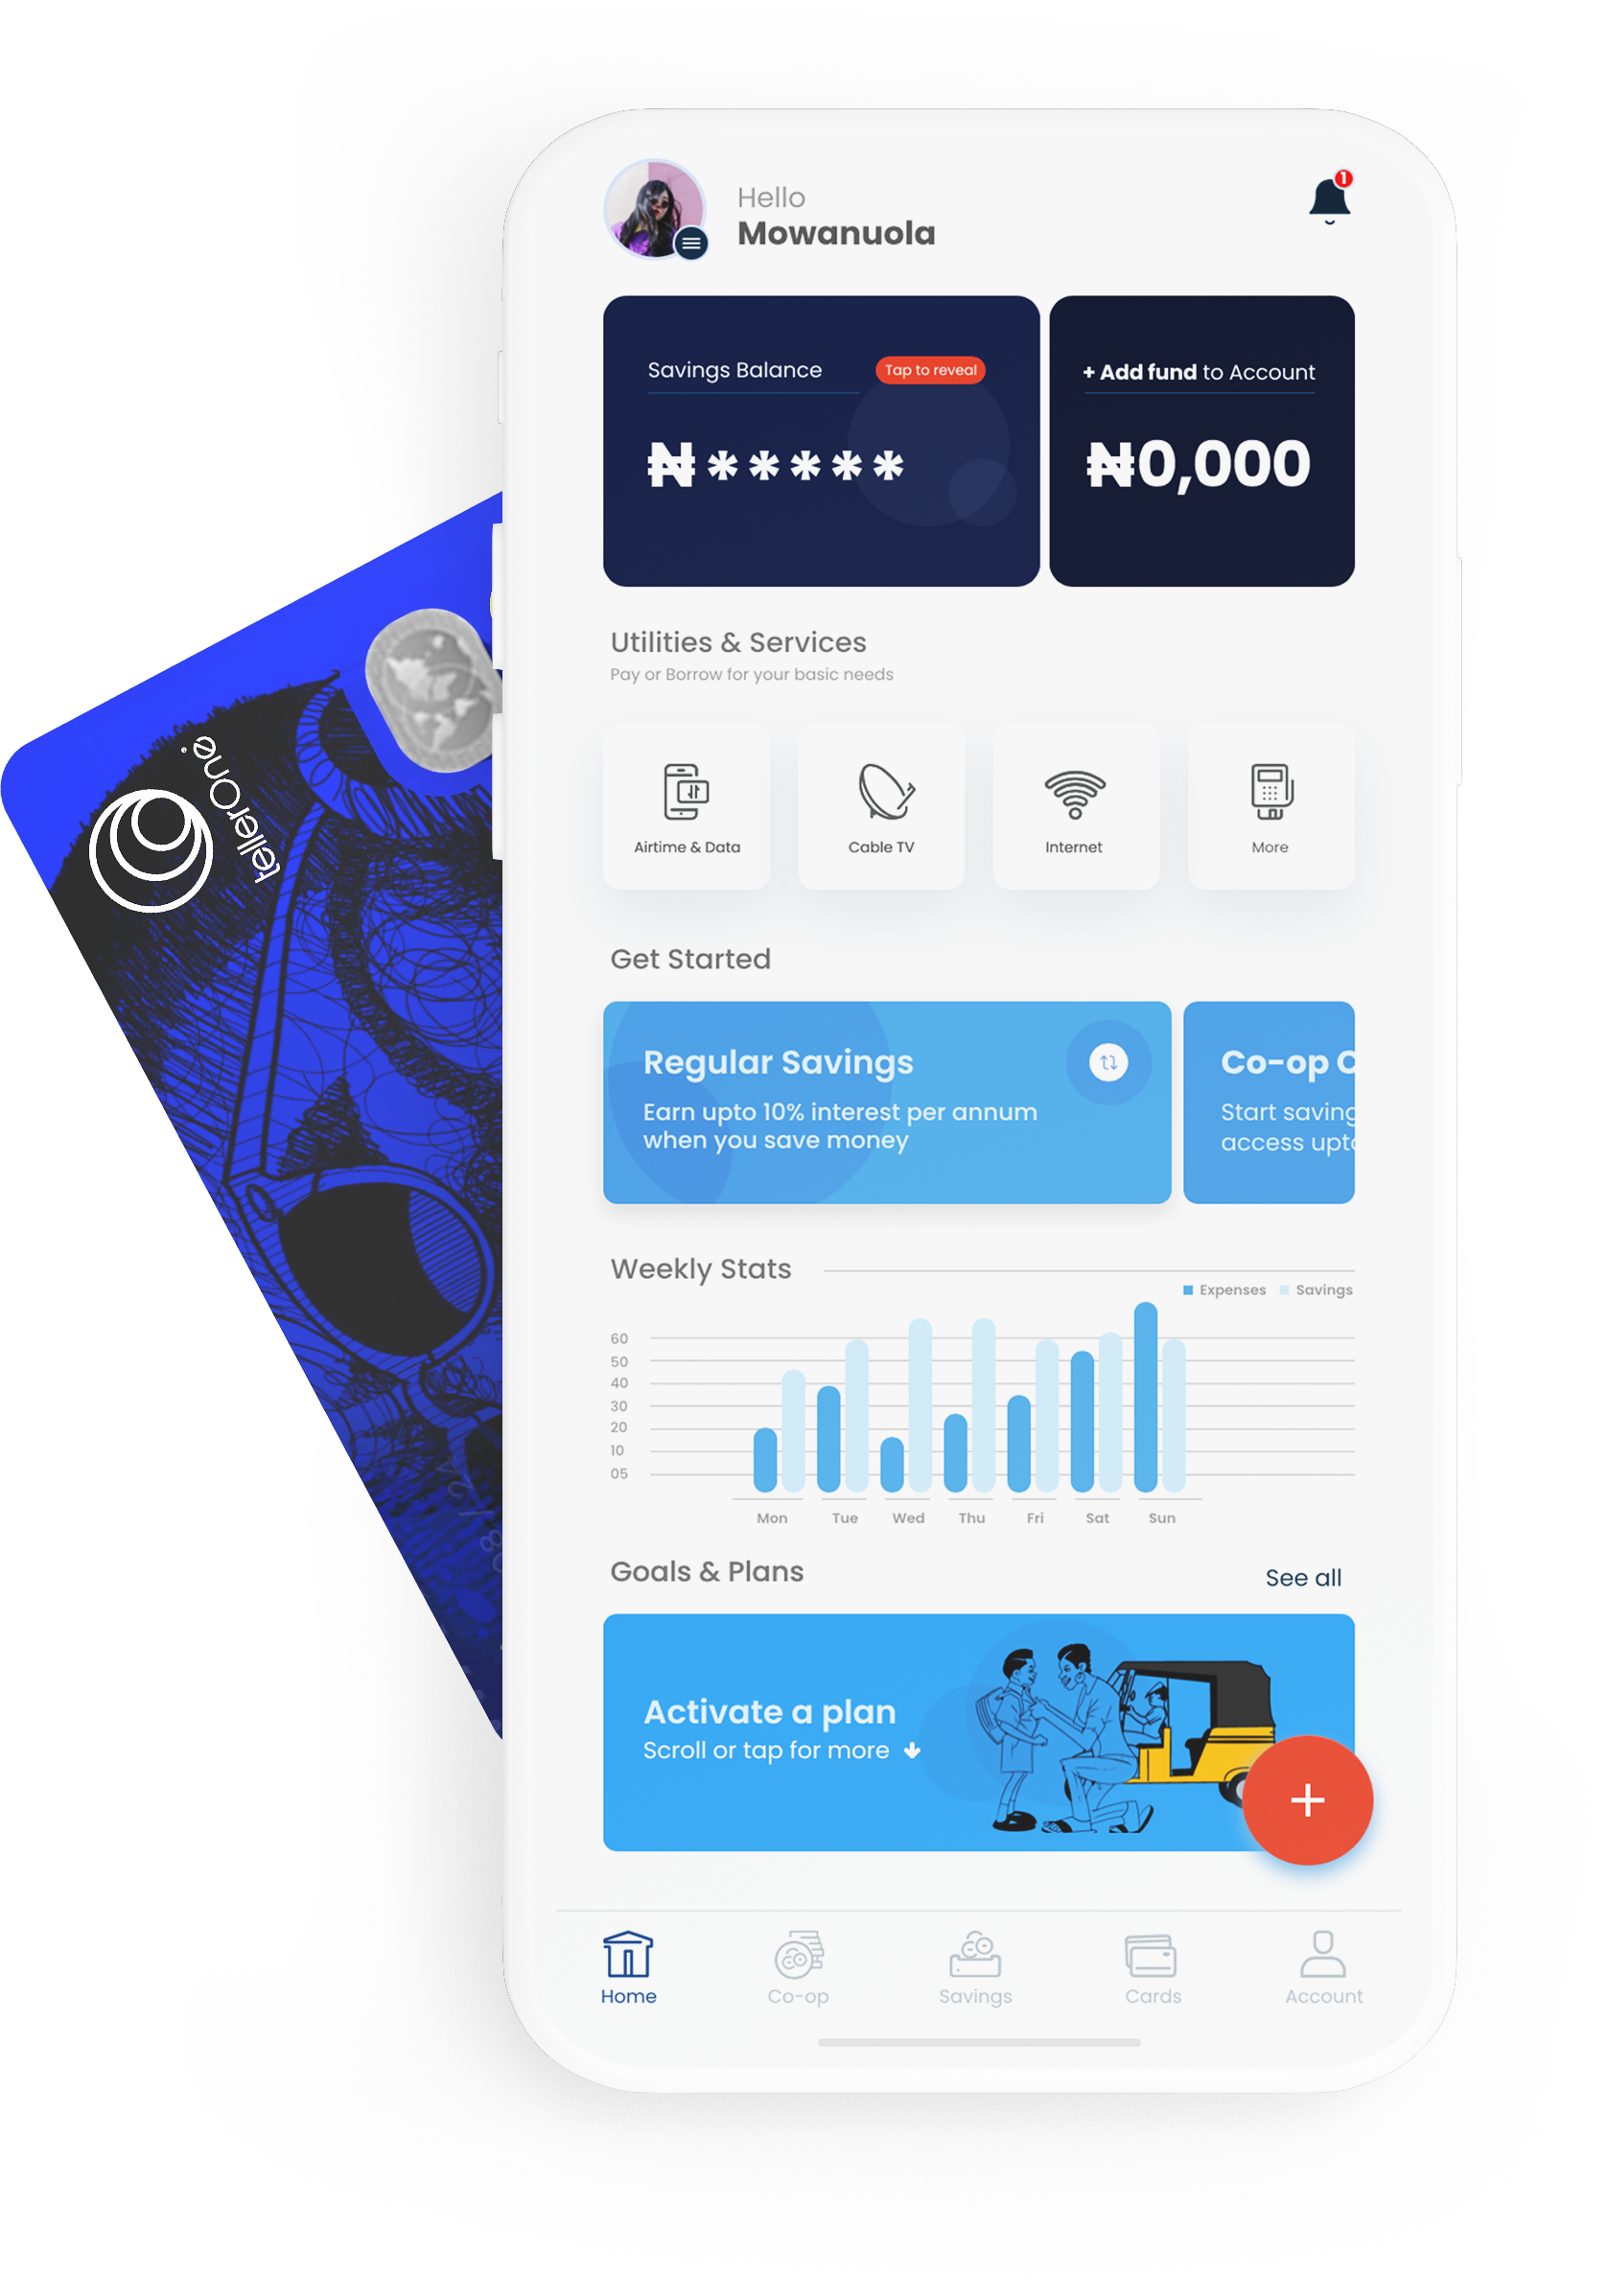 Hello
Mowanuola
1
Savings Balance
Tap to reveal
₦*****
+ Add fund to Account
₦0,000
Utilities & Services
Pay or Borrow for your basic needs
Airtime & Data
Cable TV
Internet
More
Get Started
Regular Savings
Earn upto 10% interest per annum
when you save money
Co-op C
Start saving
access upto
Weekly Stats
Expenses
Savings
60
50
40
30
20
10
05
Mon
Tue
Wed
Thu
Fri
Sat
Sun
Goals & Plans
See all
Activate a plan
Scroll or tap for more
Home
Co-op
Savings
Cards
Account
tellerOne